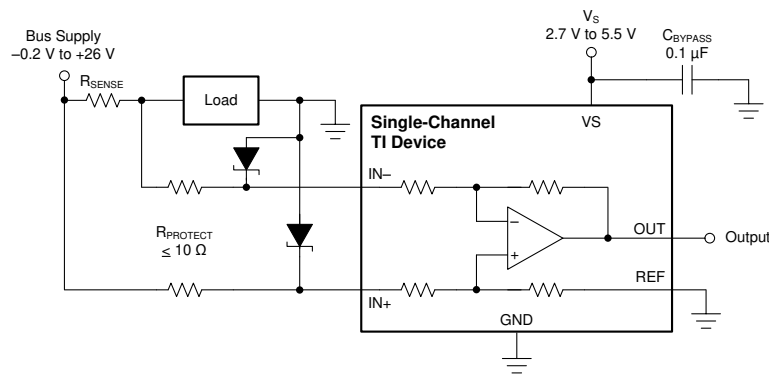 Bus Supply
–0.2 V to +26 V
RSENSE
Load
VS
2.7 V to 5.5 V
CBYPASS
0.1 µF
Single-Channel
TI Device
VS
IN–
RPROTECT
≤ 10 Ω
–
+
OUT
Output
REF
IN+
GND